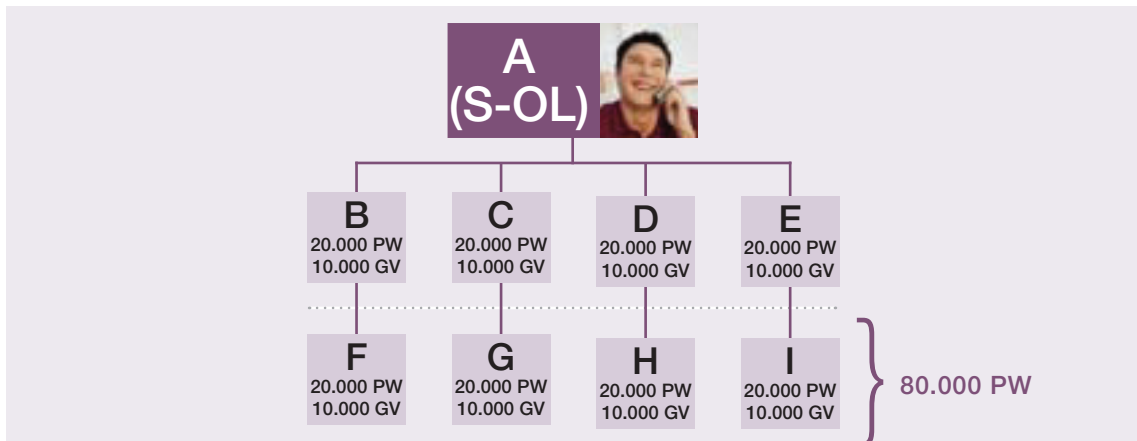 A
(S-OL)
B
20.000 PW
10.000 GV
C
20.000 PW
10.000 GV
D
20.000 PW
10.000 GV
E
20.000 PW
10.000 GV
F
20.000 PW
10.000 GV
G
20.000 PW
10.000 GV
H
20.000 PW
10.000 GV
I
20.000 PW
10.000 GV
80.000 PW